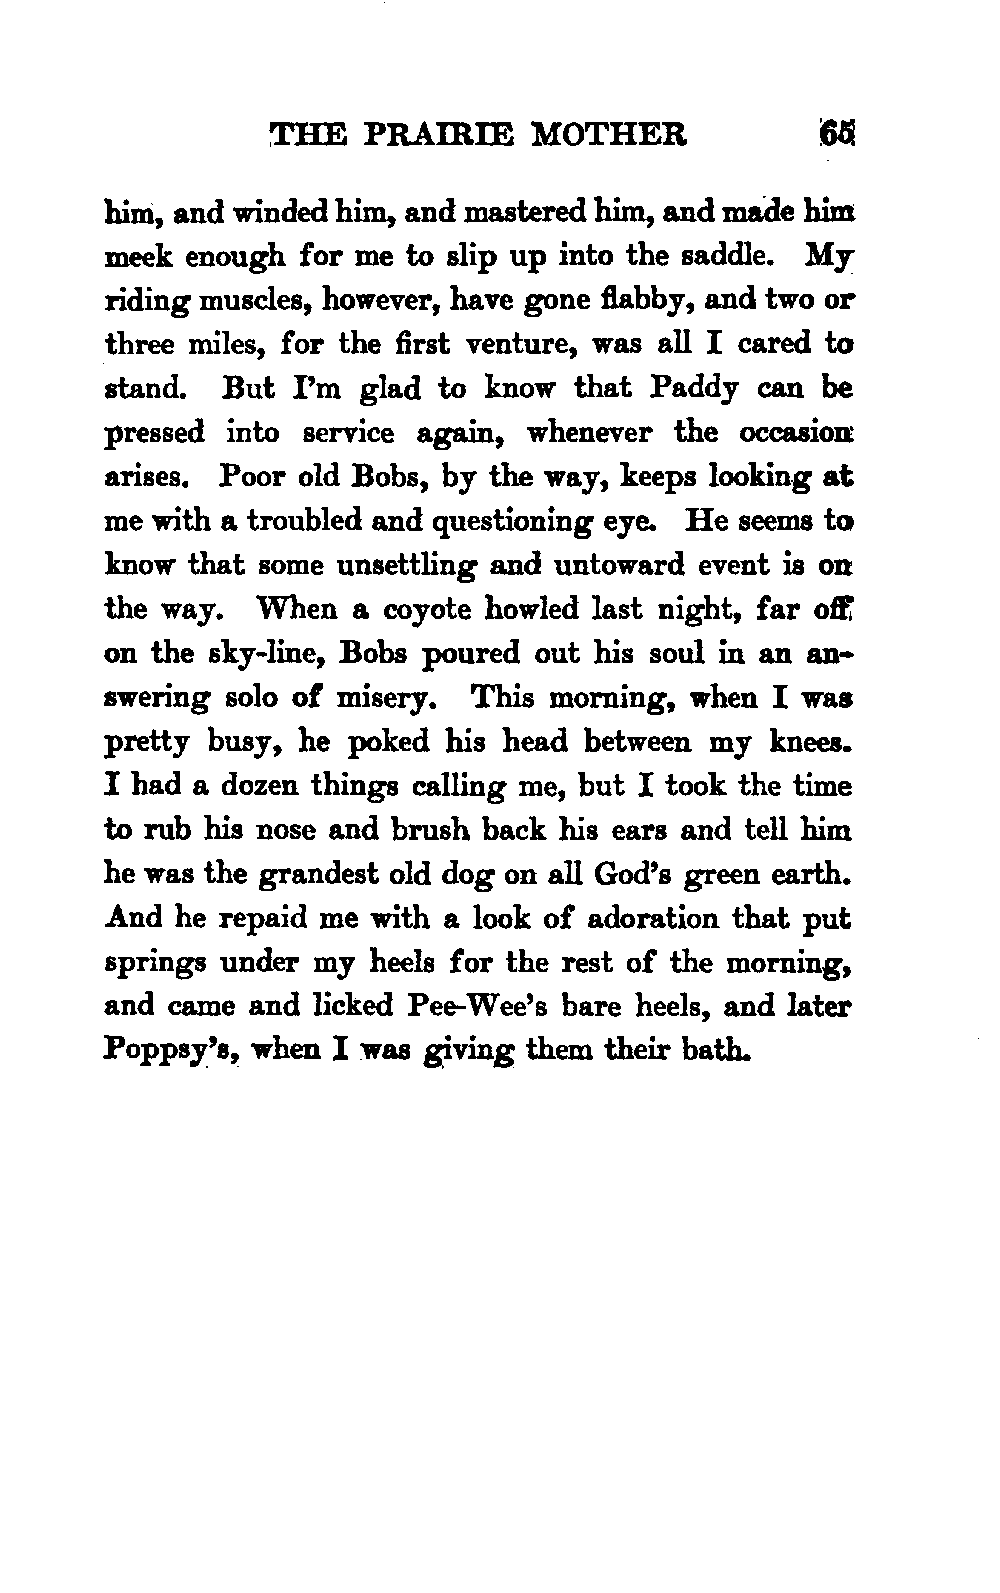 THE PRAIRIE MOTHER 65
him, and winded him, and mastered him, and made him
meek enough for me to slip up into the saddle. My
riding muscles, however, have gone flabby, and two or
three miles, for the first venture, was all I cared to
stand. But I'm glad to know that Paddy can be
pressed into service again, whenever the occasion
arises. Poor old Bobs, by the way, keeps looking at
me with a troubled and questioning eye. He seems to
know that some unsettling and untoward event is on
the way. When a coyote howled last night, far off
on the sky-line, Bobs poured out his soul in an an-
swering solo of misery. This morning, when I was
pretty busy, he poked his head between my knees.
I had a dozen things calling me, but I took the time
to rub his nose and brush back his ears and tell him
he was the grandest old dog on all God's green earth.
And he repaid me with a look of adoration that put
springs under my heels for the rest of the morning,
and came and licked Pee-Wee's bare heels, and later
Poppsy's, when I was giving them their bath.